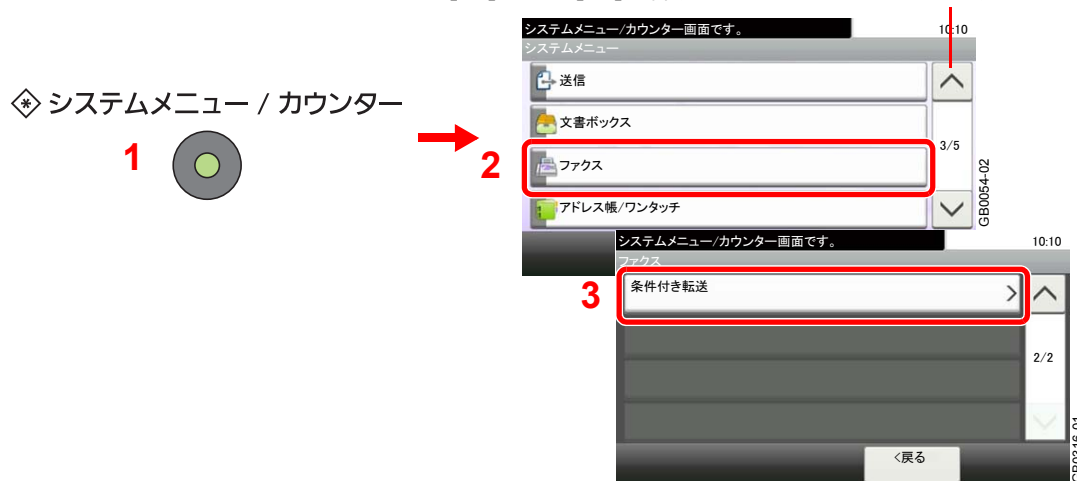 システムメニュー/カウンター画面です。
10:10
システムメニュー
送信
システムメニュー / カウンター
文書ボックス
1
2
3/5
ファクス
GB0054-02
アドレス帳/ワンタッチ
システムメニュー/カウンター画面です。
10:10
ファクス
3
条件付き転送
2/2
<戻る